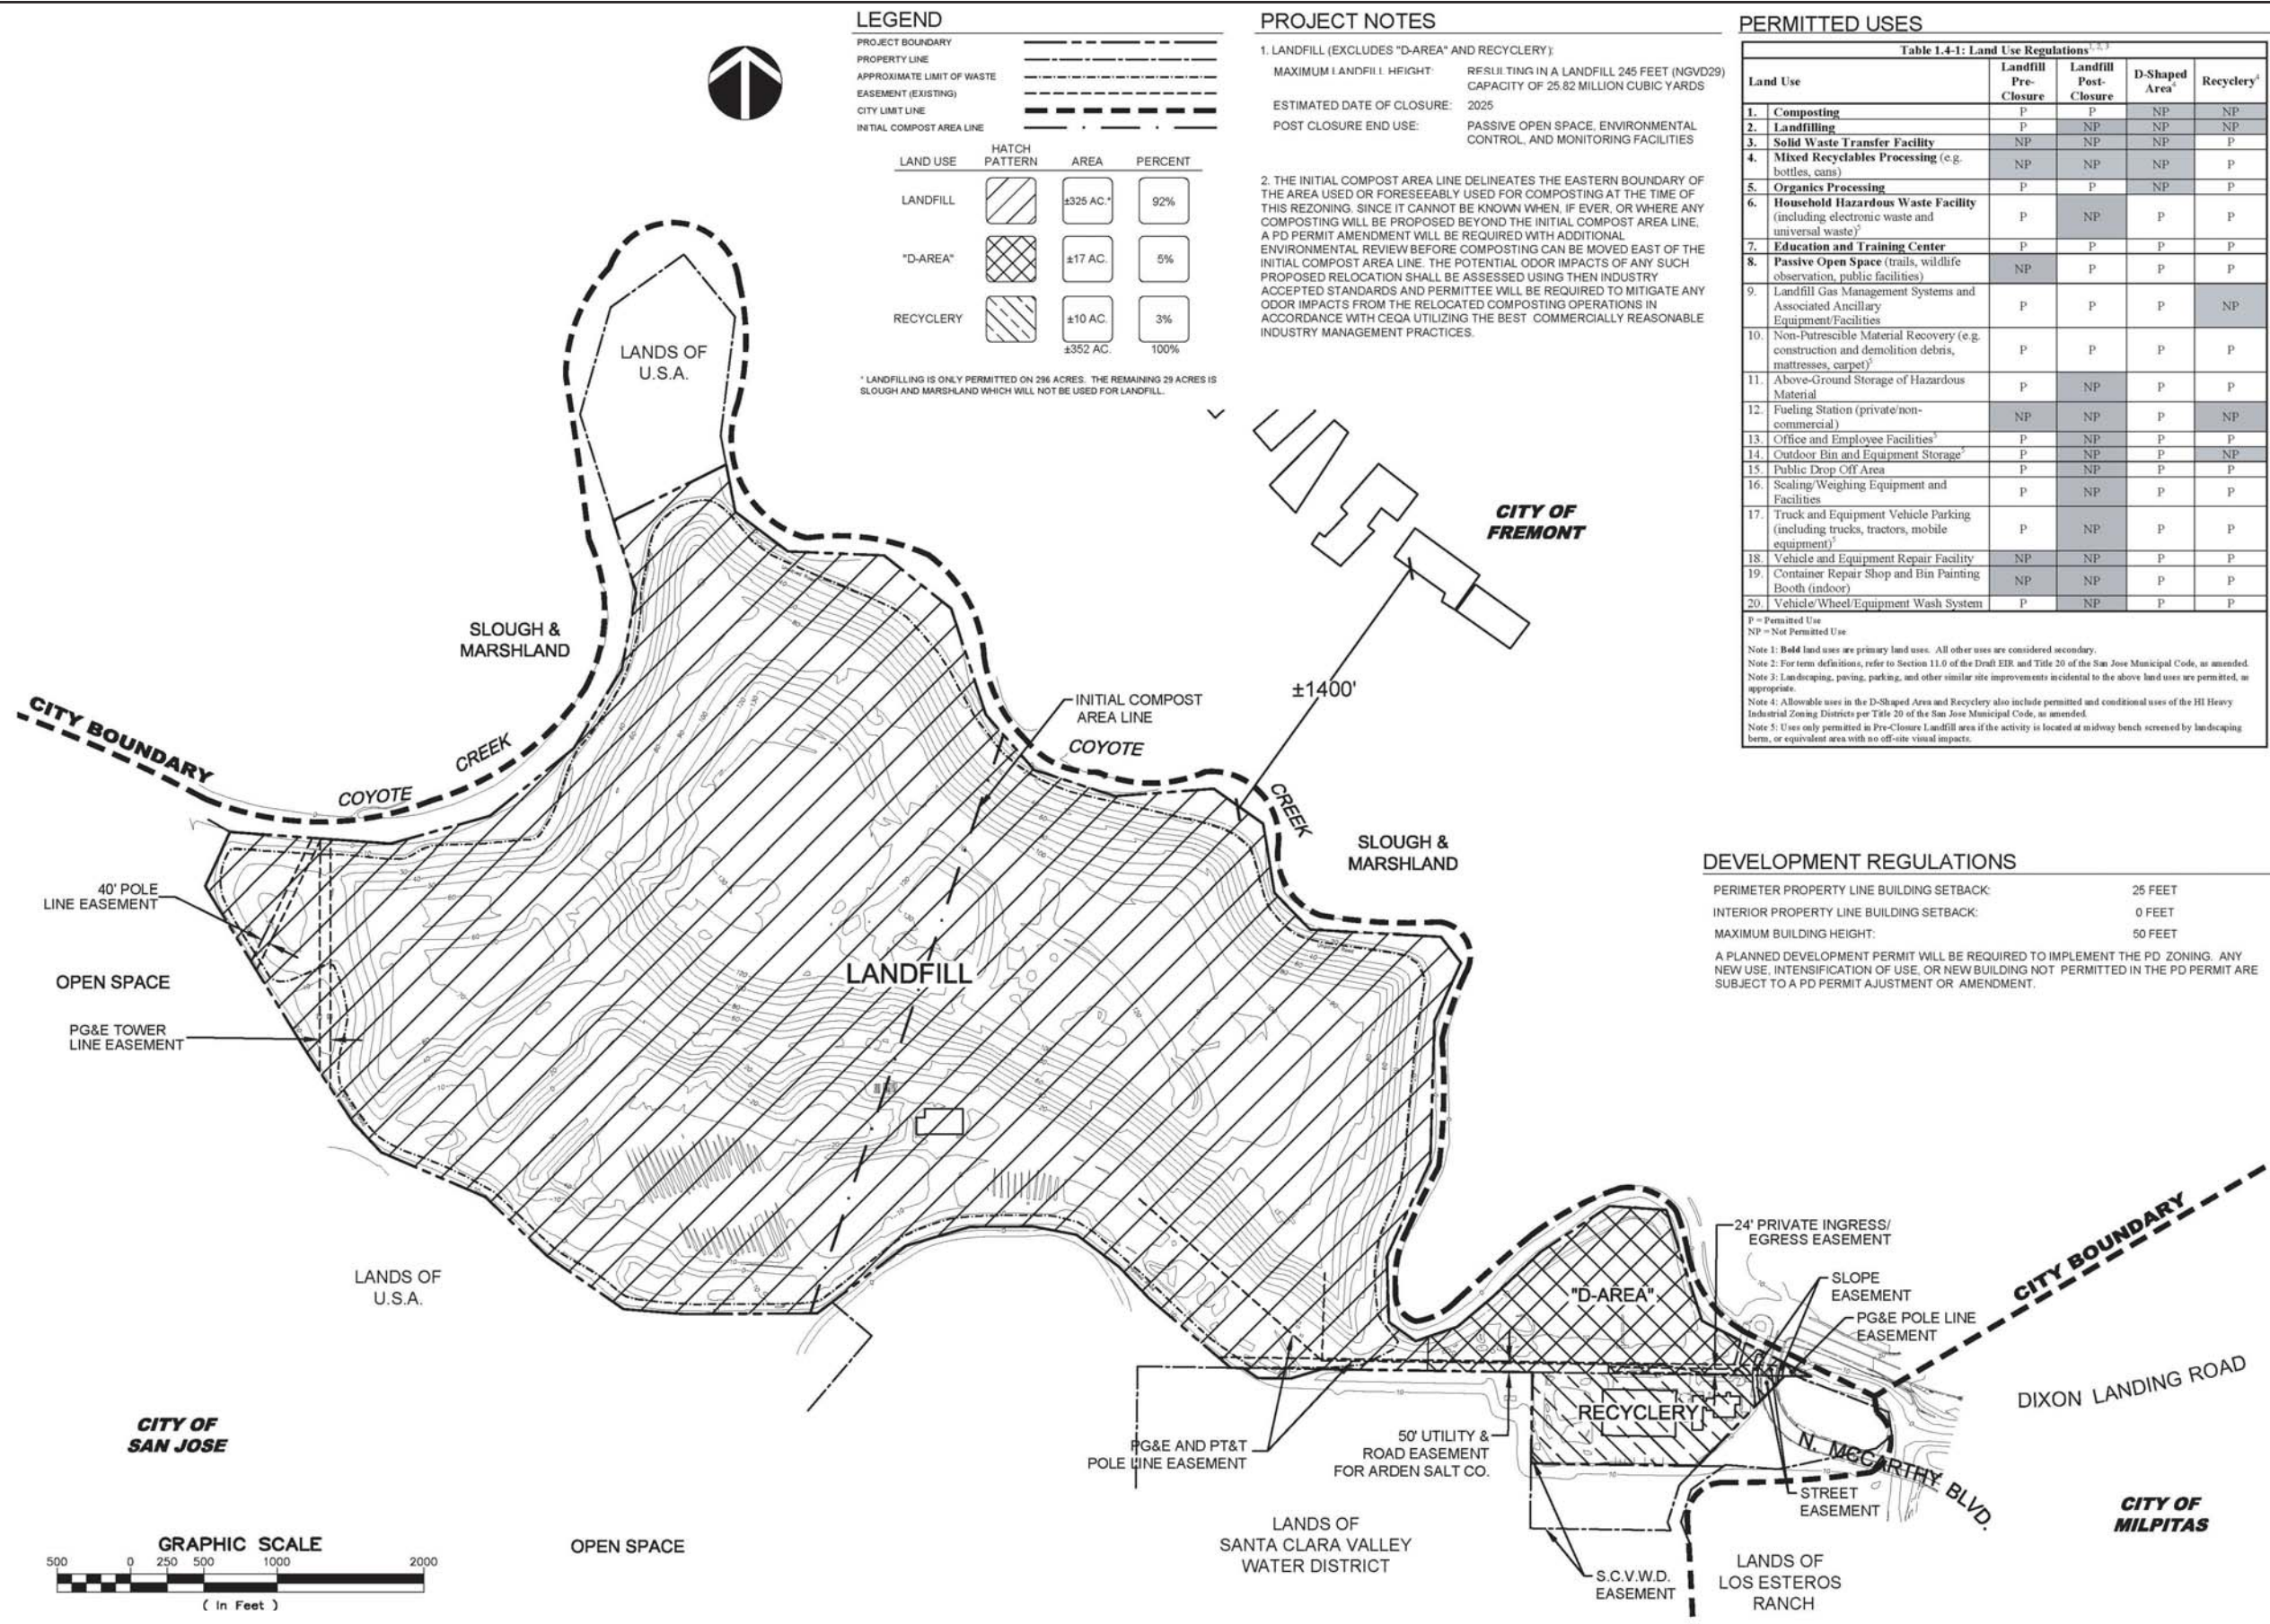 LEGEND
PROJECT BOUNDARY
PROPERTY LINE
APPROXIMATE LIMIT OF WASTE
EASEMENT (EXISTING)
CITY LIMIT LINE
INITIAL COMPOST AREA LINE
LAND USE HATCH PATTERN AREA PERCENT
LANDFILL ±325 AC.* 92%
"D-AREA" ±17 AC. 5%
RECYCLERY ±10 AC. 3%
±352 AC. 100%
* LANDFILLING IS ONLY PERMITTED ON 296 ACRES. THE REMAINING 29 ACRES IS
SLOUGH AND MARSHLAND WHICH WILL NOT BE USED FOR LANDFILL.
PROJECT NOTES
1. LANDFILL (EXCLUDES "D-AREA" AND RECYCLERY):
MAXIMUM LANDFILL HEIGHT: RESULTING IN A LANDFILL 245 FEET (NGVD29)
CAPACITY OF 25.82 MILLION CUBIC YARDS
ESTIMATED DATE OF CLOSURE: 2025
POST CLOSURE END USE: PASSIVE OPEN SPACE, ENVIRONMENTAL
CONTROL, AND MONITORING FACILITIES
2. THE INITIAL COMPOST AREA LINE DELINEATES THE EASTERN BOUNDARY OF
THE AREA USED OR FORESEEABLY USED FOR COMPOSTING AT THE TIME OF
THIS REZONING. SINCE IT CANNOT BE KNOWN WHEN, IF EVER, OR WHERE ANY
COMPOSTING WILL BE PROPOSED BEYOND THE INITIAL COMPOST AREA LINE,
A PD PERMIT AMENDMENT WILL BE REQUIRED WITH ADDITIONAL
ENVIRONMENTAL REVIEW BEFORE COMPOSTING CAN BE MOVED EAST OF THE
INITIAL COMPOST AREA LINE. THE POTENTIAL ODOR IMPACTS OF ANY SUCH
PROPOSED RELOCATION SHALL BE ASSESSED USING THEN INDUSTRY
ACCEPTED STANDARDS AND PERMITTEE WILL BE REQUIRED TO MITIGATE ANY
ODOR IMPACTS FROM THE RELOCATED COMPOSTING OPERATIONS IN
ACCORDANCE WITH CEQA UTILIZING THE BEST COMMERCIALLY REASONABLE
INDUSTRY MANAGEMENT PRACTICES.
PERMITTED USES
Table 1.4-1: Land Use Regulations1, 2, 3
Land Use Landfill Pre-Closure Landfill Post-Closure D-Shaped Area4 Recyclery4
1. Composting P P NP NP
2. Landfilling P NP NP NP
3. Solid Waste Transfer Facility NP NP NP P
4. Mixed Recyclables Processing (e.g.
bottles, cans) NP NP NP P
5. Organics Processing P P NP P
6. Household Hazardous Waste Facility
(including electronic waste and
universal waste)5 P NP P P
7. Education and Training Center P P P P
8. Passive Open Space (trails, wildlife
observation, public facilities) NP P P P
9. Landfill Gas Management Systems and
Associated Ancillary
Equipment/Facilities P P P NP
10. Non-Putrescible Material Recovery (e.g.
construction and demolition debris,
mattresses, carpet)5 P P P P
11. Above-Ground Storage of Hazardous
Material P NP P P
12. Fueling Station (private/non-
commercial) NP NP P NP
13. Office and Employee Facilities5 P NP P P
14. Outdoor Bin and Equipment Storage5 P NP P NP
15. Public Drop Off Area P NP P P
16. Scaling/Weighing Equipment and
Facilities P NP P P
17. Truck and Equipment Vehicle Parking
(including trucks, tractors, mobile
equipment)5 P NP P P
18. Vehicle and Equipment Repair Facility NP NP P P
19. Container Repair Shop and Bin Painting
Booth (indoor) NP NP P P
20. Vehicle/Wheel/Equipment Wash System P NP P P
P = Permitted Use
NP = Not Permitted Use
Note 1: Bold land uses are primary land uses. All other uses are considered secondary.
Note 2: For term definitions, refer to Section 11.0 of the Draft EIR and Title 20 of the San Jose Municipal Code, as amended.
Note 3: Landscaping, paving, parking, and other similar site improvements incidental to the above land uses are permitted, as
appropriate.
Note 4: Allowable uses in the D-Shaped Area and Recyclery also include permitted and conditional uses of the HI Heavy
Industrial Zoning Districts per Title 20 of the San Jose Municipal Code, as amended.
Note 5: Uses only permitted in Pre-Closure Landfill area if the activity is located at midway bench screened by landscaping
berm, or equivalent area with no off-site visual impacts.
LANDS OF
U.S.A.
CITY OF
FREMONT
SLOUGH &
MARSHLAND
±1400'
INITIAL COMPOST
AREA LINE
CITY BOUNDARY
COYOTE
CREEK
COYOTE
CREEK
SLOUGH &
MARSHLAND
DEVELOPMENT REGULATIONS
PERIMETER PROPERTY LINE BUILDING SETBACK: 25 FEET
INTERIOR PROPERTY LINE BUILDING SETBACK: 0 FEET
MAXIMUM BUILDING HEIGHT: 50 FEET
A PLANNED DEVELOPMENT PERMIT WILL BE REQUIRED TO IMPLEMENT THE PD ZONING. ANY
NEW USE, INTENSIFICATION OF USE, OR NEW BUILDING NOT PERMITTED IN THE PD PERMIT ARE
SUBJECT TO A PD PERMIT AJUSTMENT OR AMENDMENT.
40' POLE
LINE EASEMENT
OPEN SPACE
LANDFILL
PG&E TOWER
LINE EASEMENT
24' PRIVATE INGRESS/
EGRESS EASEMENT
CITY BOUNDARY
LANDS OF
U.S.A.
"D-AREA"
SLOPE
EASEMENT
PG&E POLE LINE
EASEMENT
DIXON LANDING ROAD
CITY OF
SAN JOSE
RECYCLERY
PG&E AND PT&T
POLE LINE EASEMENT
50' UTILITY &
ROAD EASEMENT
FOR ARDEN SALT CO.
N. MCCARTHY BLVD.
STREET
EASEMENT
CITY OF
MILPITAS
LANDS OF
SANTA CLARA VALLEY
WATER DISTRICT
S.C.V.W.D.
EASEMENT
LANDS OF
LOS ESTEROS
RANCH
OPEN SPACE
GRAPHIC SCALE
500 0 250 500 1000 2000
( In Feet )